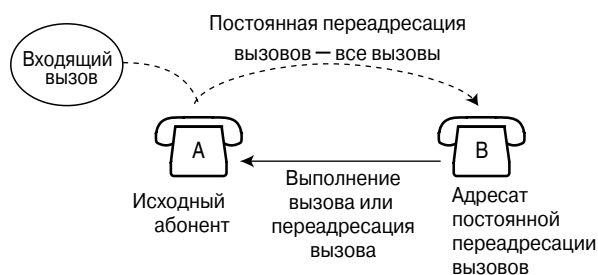 Постоянная переадресация
вызовов — все вызовы
Входящий
вызов
A
B
Исходный
абонент
Выполнение
вызова или
переадресация
вызова
Адресат
постоянной
переадресации
вызовов